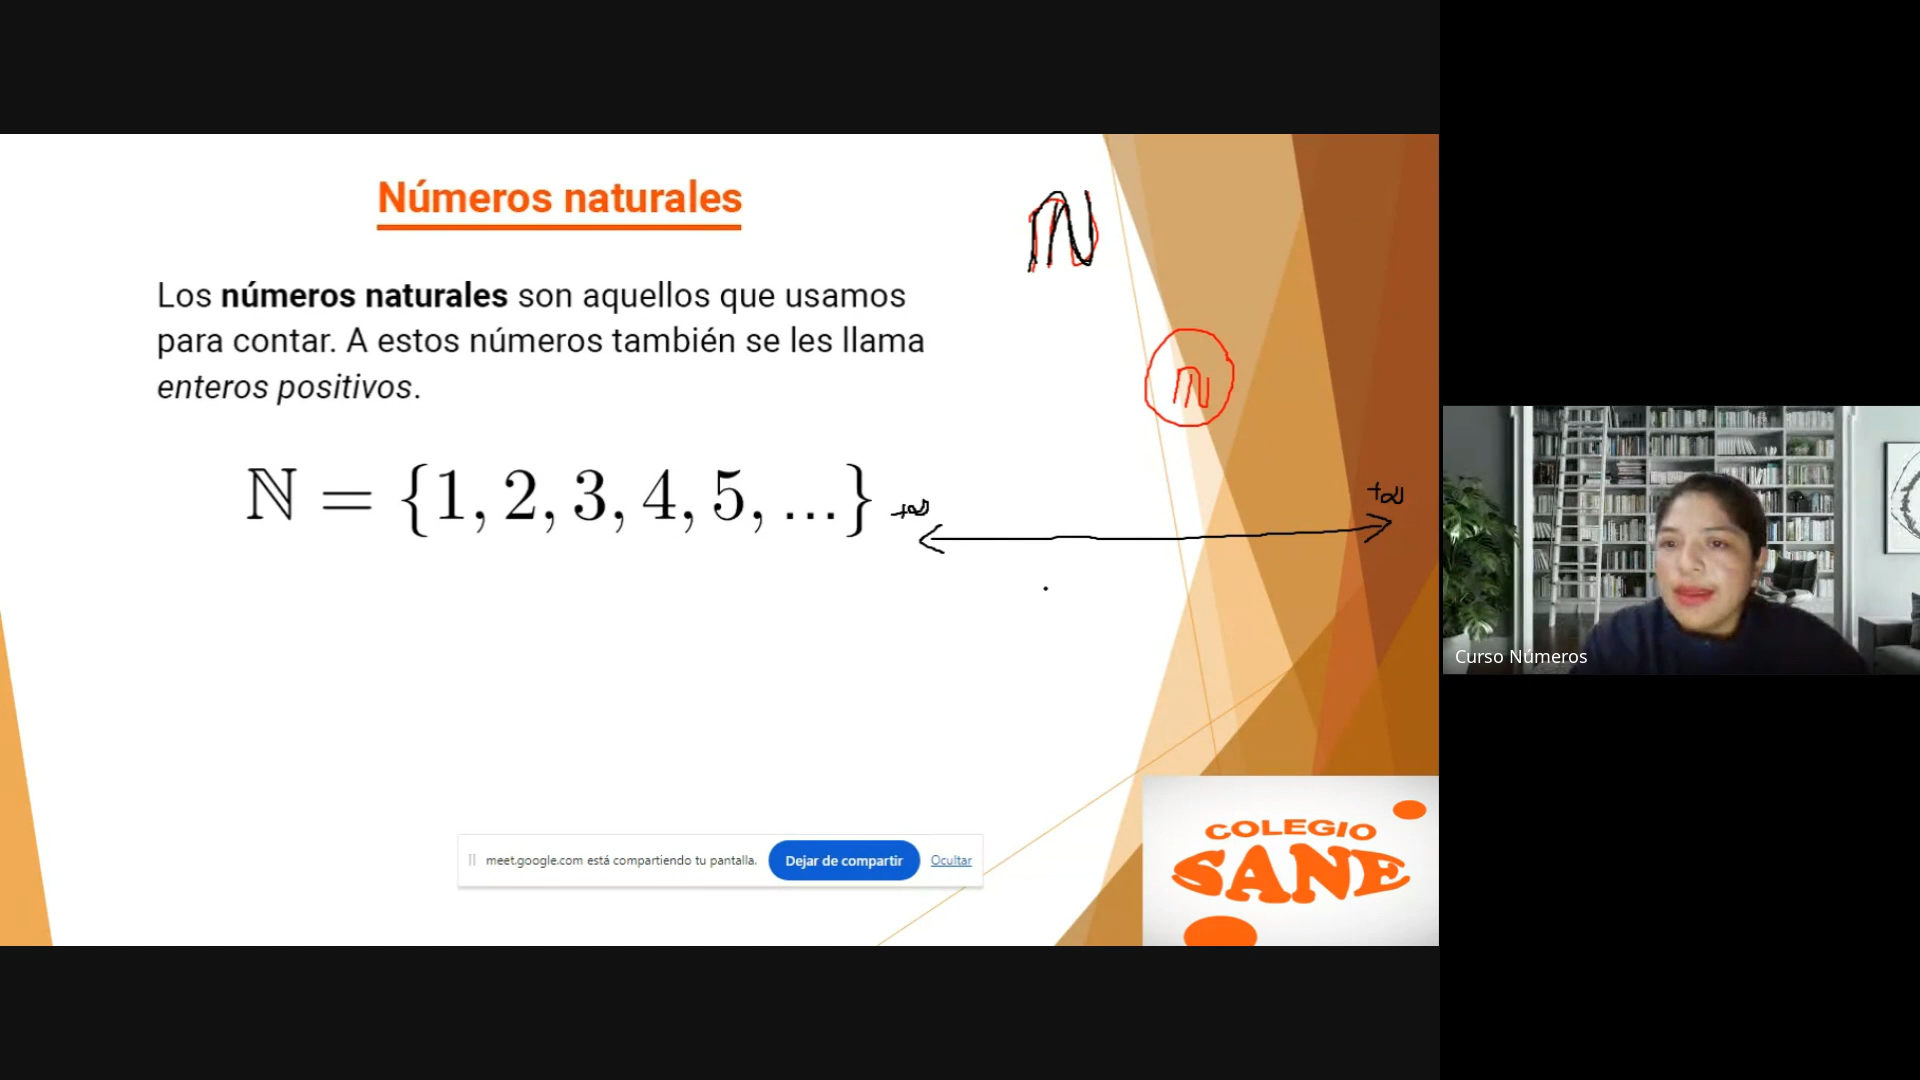 Números naturales
N
Los números naturales son aquellos que usamos
para contar. A estos números también se les llama
enteros positivos.
n
ℕ = {1, 2, 3, 4, 5, ...}
+∞
+∞
Curso Números
meet.google.com está compartiendo tu pantalla.
Dejar de compartir
Ocultar
COLEGIO
SANE